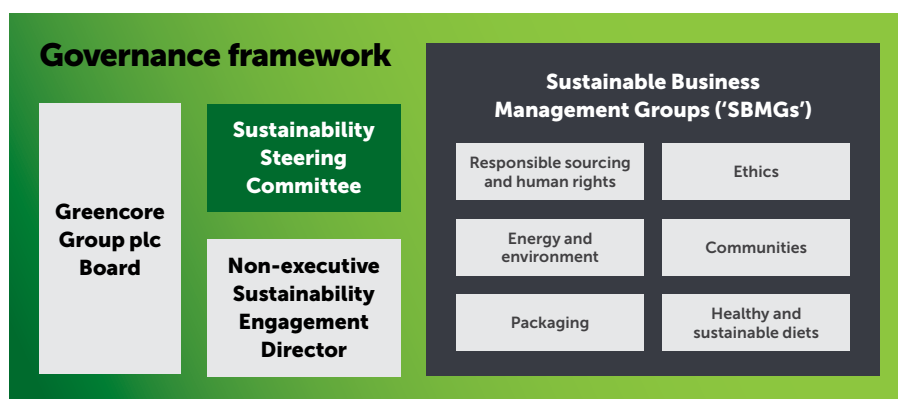 Governance framework
Greencore
Group plc
Board
Sustainability
Steering
Committee
Non-executive
Sustainability
Engagement
Director
Sustainable Business
Management Groups (‘SBMGs’)
Responsible sourcing
and human rights
Ethics
Energy and
environment
Communities
Packaging
Healthy and
sustainable diets